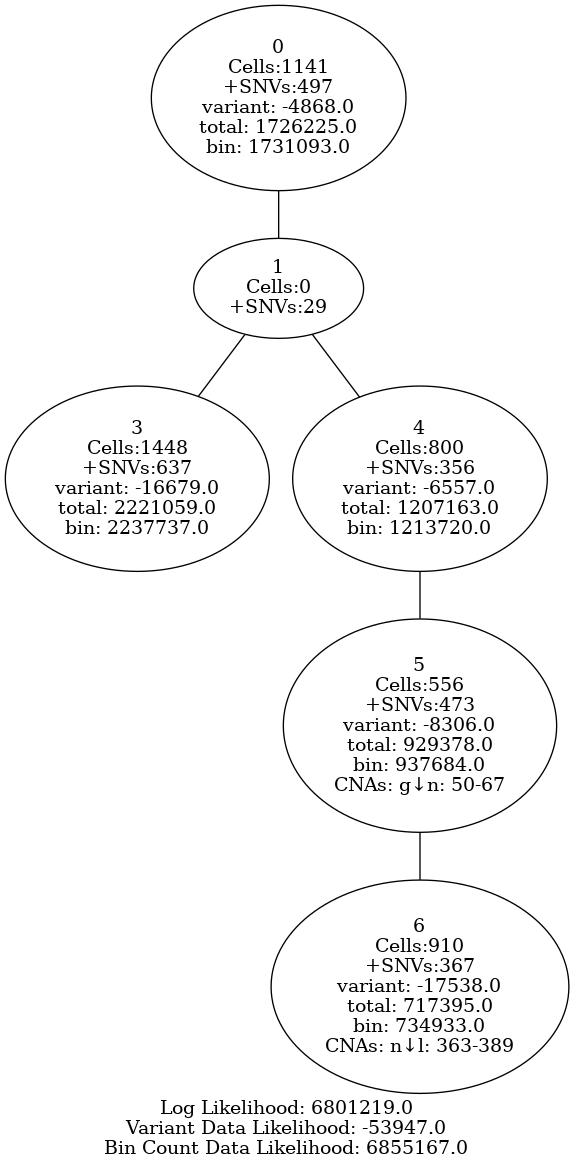 0
Cells:1141
+SNVs:497
variant: -4868.0
total: 1726225.0
bin: 1731093.0
1
Cells:0
+SNVs:29
3
Cells:1448
+SNVs:637
variant: -16679.0
total: 2221059.0
bin: 2237737.0
4
Cells:800
+SNVs:356
variant: -6557.0
total: 1207163.0
bin: 1213720.0
5
Cells:556
+SNVs:473
variant: -8306.0
total: 929378.0
bin: 937684.0
CNAs: g↓n: 50-67
6
Cells:910
+SNVs:367
variant: -17538.0
total: 717395.0
bin: 734933.0
CNAs: n↓l: 363-389
Log Likelihood: 6801219.0
Variant Data Likelihood: -53947.0
Bin Count Data Likelihood: 6855167.0